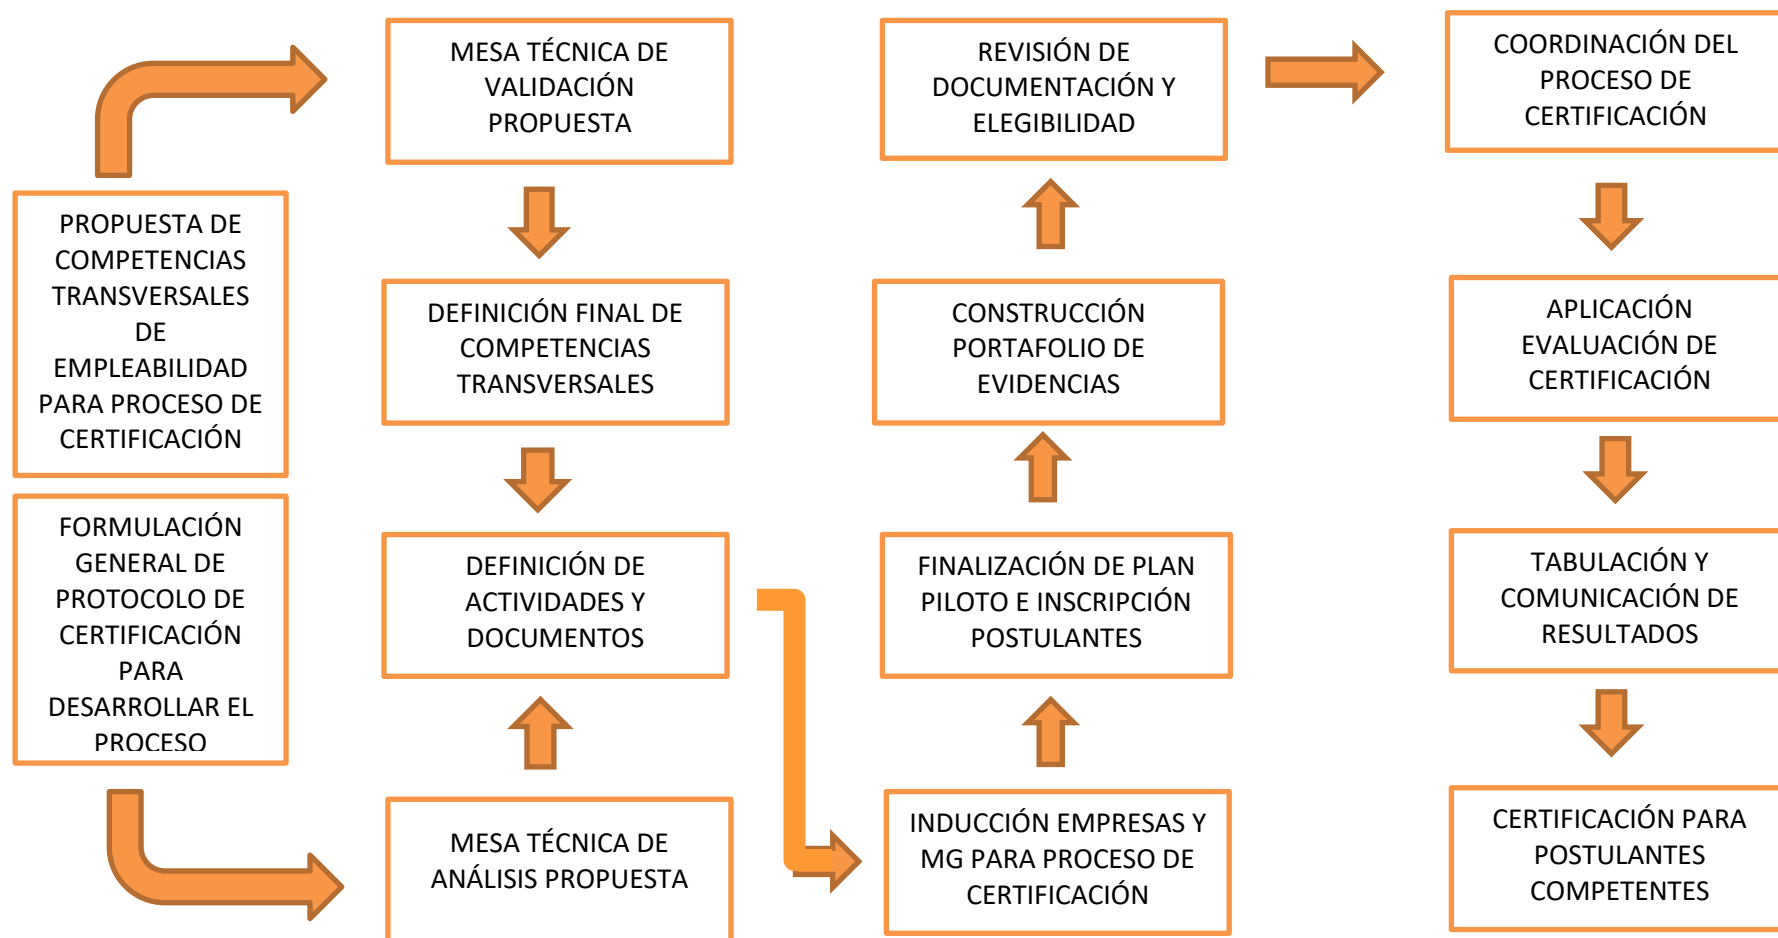 PROPUESTA DE
COMPETENCIAS
TRANSVERSALES
DE
EMPLEABILIDAD
PARA PROCESO DE
CERTIFICACIÓN
FORMULACIÓN
GENERAL DE
PROTOCOLO DE
CERTIFICACIÓN
PARA
DESARROLLAR EL
PROCESO
MESA TÉCNICA DE
VALIDACIÓN
PROPUESTA
DEFINICIÓN FINAL DE
COMPETENCIAS
TRANSVERSALES
DEFINICIÓN DE
ACTIVIDADES Y
DOCUMENTOS
MESA TÉCNICA DE
ANÁLISIS PROPUESTA
REVISIÓN DE
DOCUMENTACIÓN Y
ELEGIBILIDAD
CONSTRUCCIÓN
PORTAFOLIO DE
EVIDENCIAS
FINALIZACIÓN DE PLAN
PILOTO E INSCRIPCIÓN
POSTULANTES
INDUCCIÓN EMPRESAS Y
MG PARA PROCESO DE
CERTIFICACIÓN
COORDINACIÓN DEL
PROCESO DE
CERTIFICACIÓN
APLICACIÓN
EVALUACIÓN DE
CERTIFICACIÓN
TABULACIÓN Y
COMUNICACIÓN DE
RESULTADOS
CERTIFICACIÓN PARA
POSTULANTES
COMPETENTES